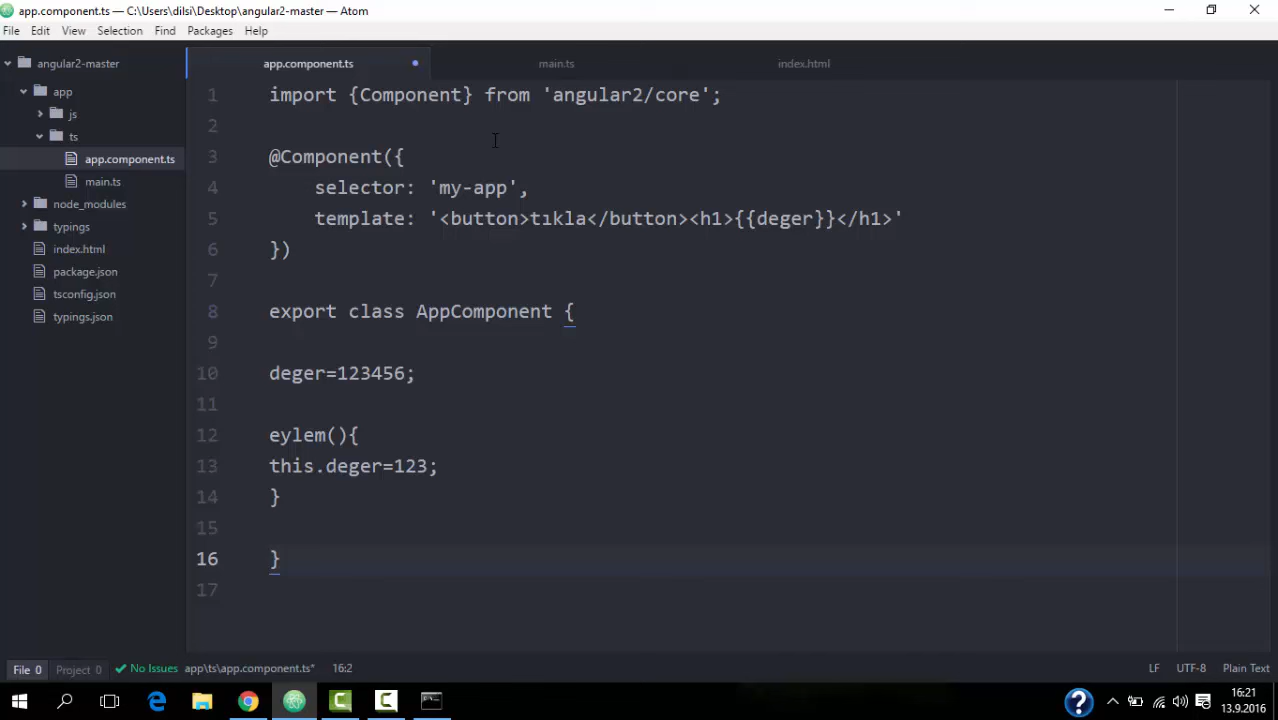 app.component.ts — C:\Users\dilsi\Desktop\angular2-master — Atom
File Edit View Selection Find Packages Help
angular2-master
app
js
ts
app.component.ts
main.ts
node_modules
typings
index.html
package.json
tsconfig.json
typings.json
app.component.ts main.ts index.html
1 import {Component} from 'angular2/core';
2
3 @Component({
4 selector: 'my-app',
5 template: '<button>tıkla</button><h1>{{deger}}</h1>'
6 })
7
8 export class AppComponent {
9
10 deger=123456;
11
12 eylem(){
13 this.deger=123;
14 }
15
16 }
17
File 0 Project 0 No Issues app\ts\app.component.ts* 16:2 LF UTF-8 Plain Text
16:21
13.9.2016